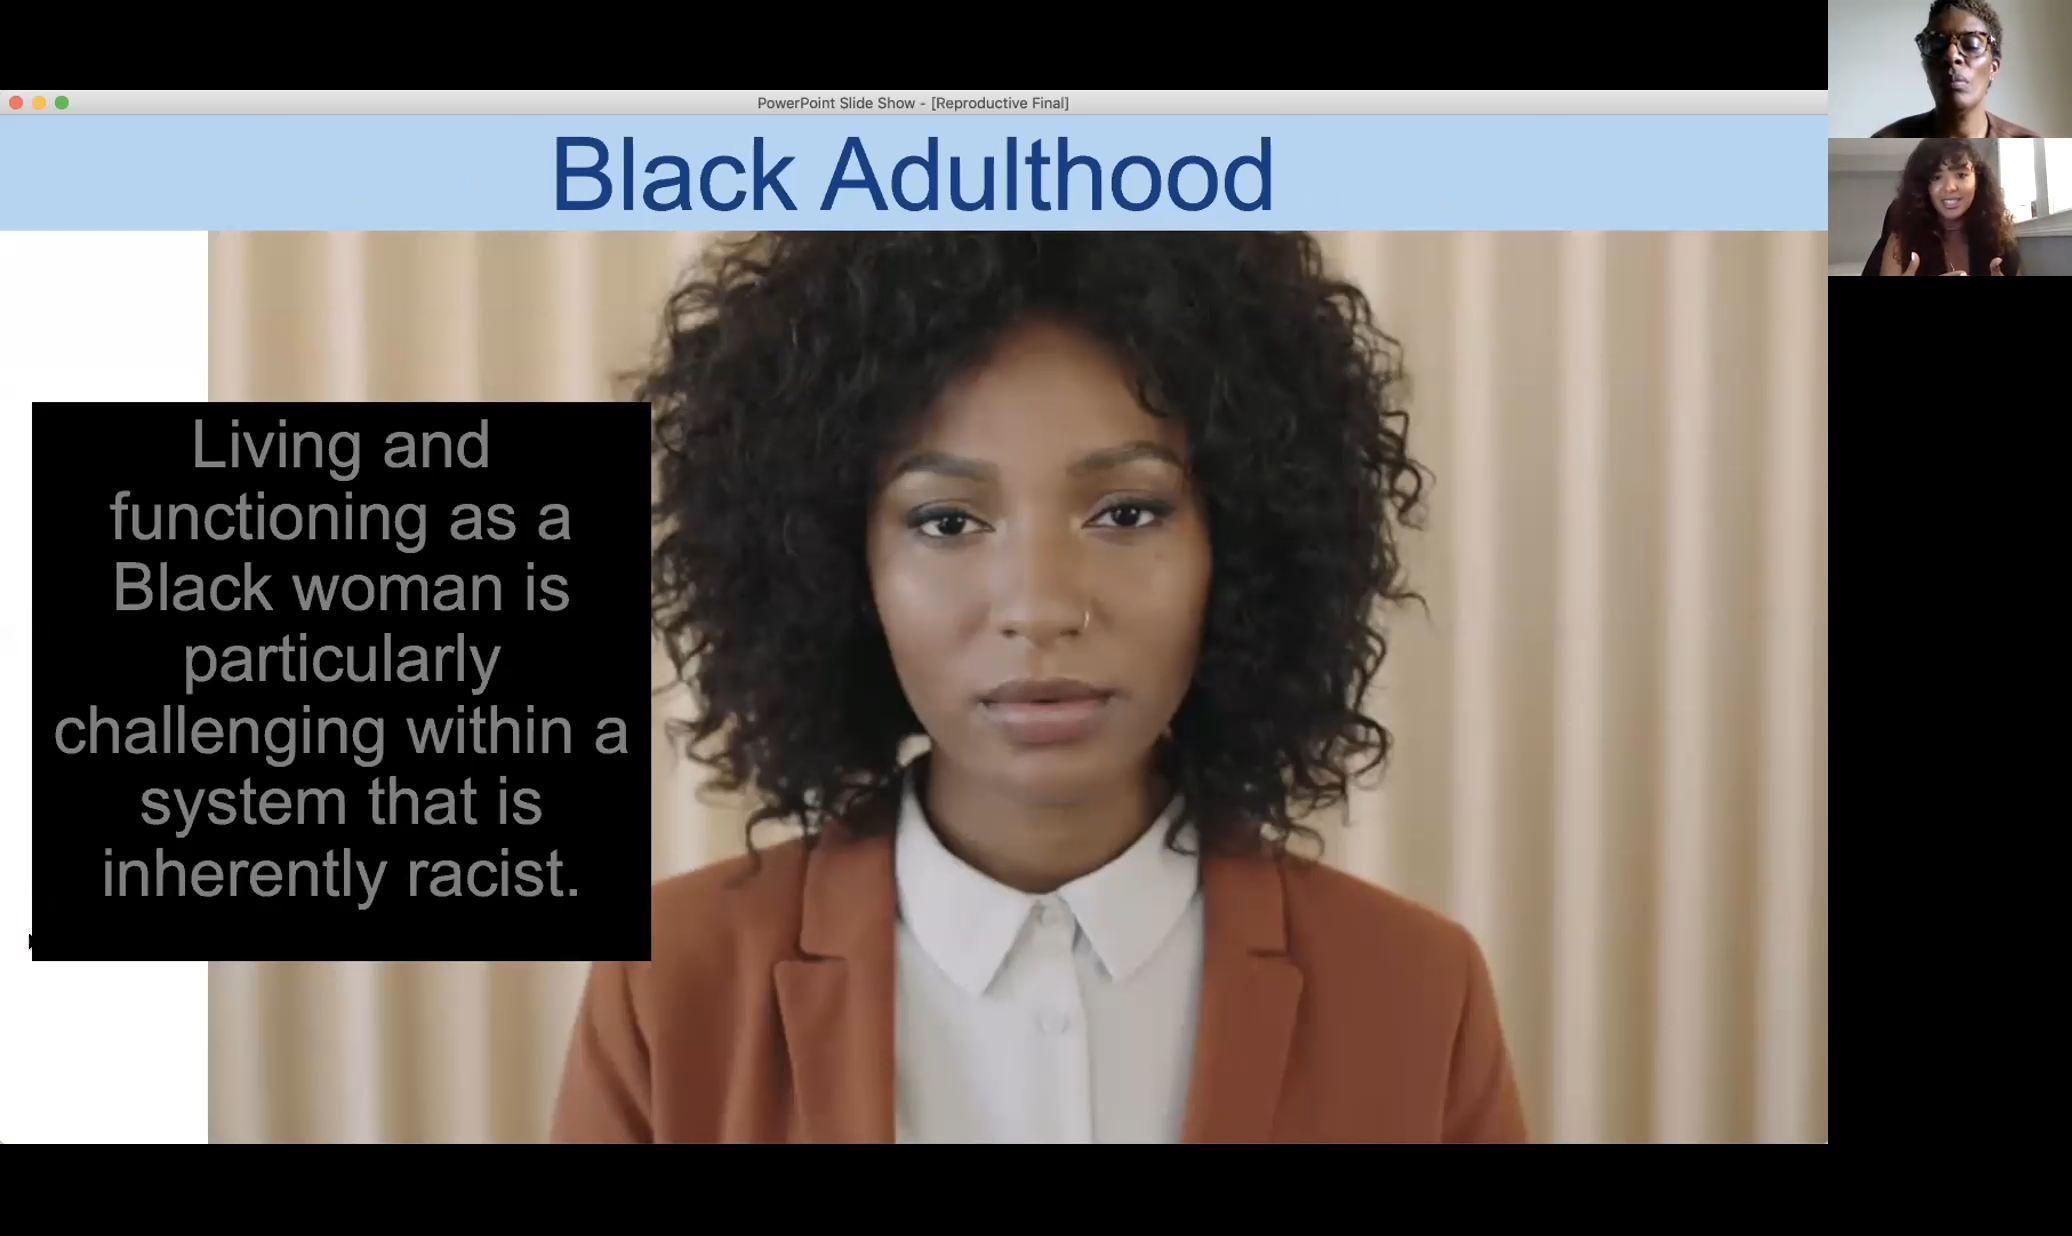 PowerPoint Slide Show - [Reproductive Final]
Black Adulthood
Living and
functioning as a
Black woman is
particularly
challenging within a
system that is
inherently racist.